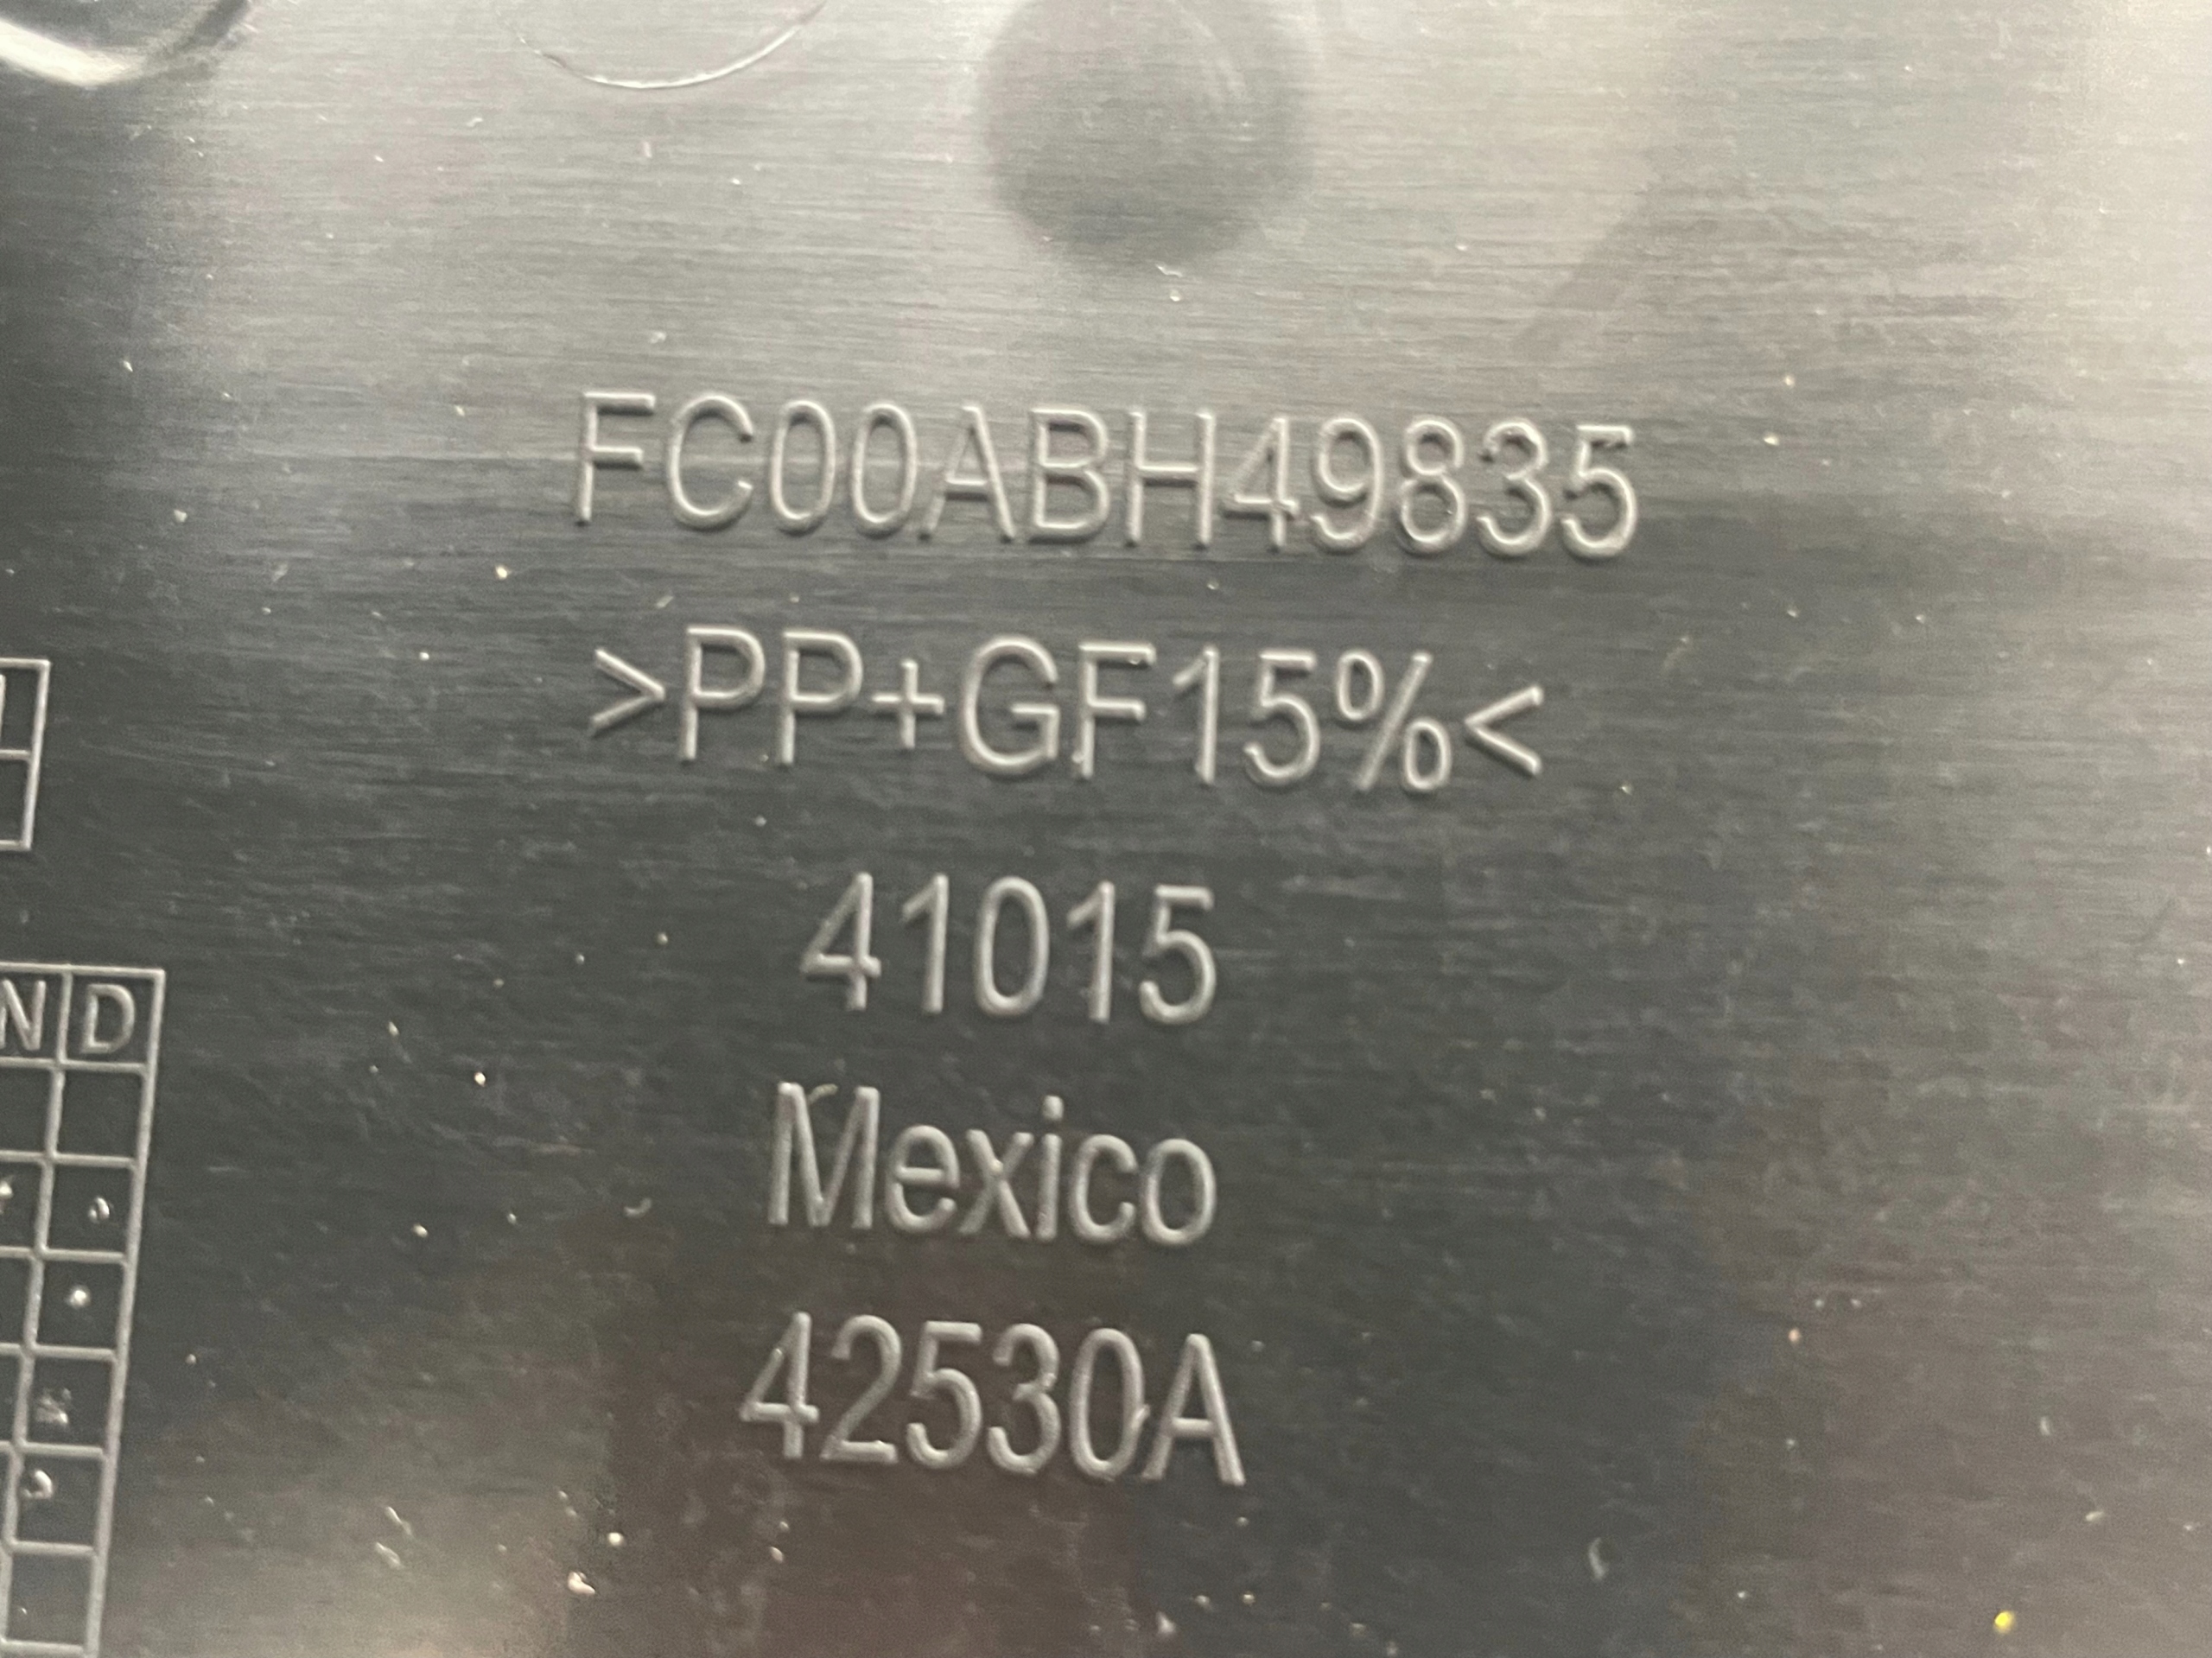 FC00ABH49835
>PP+GF15%<
41015
N D
Mexico
42530A